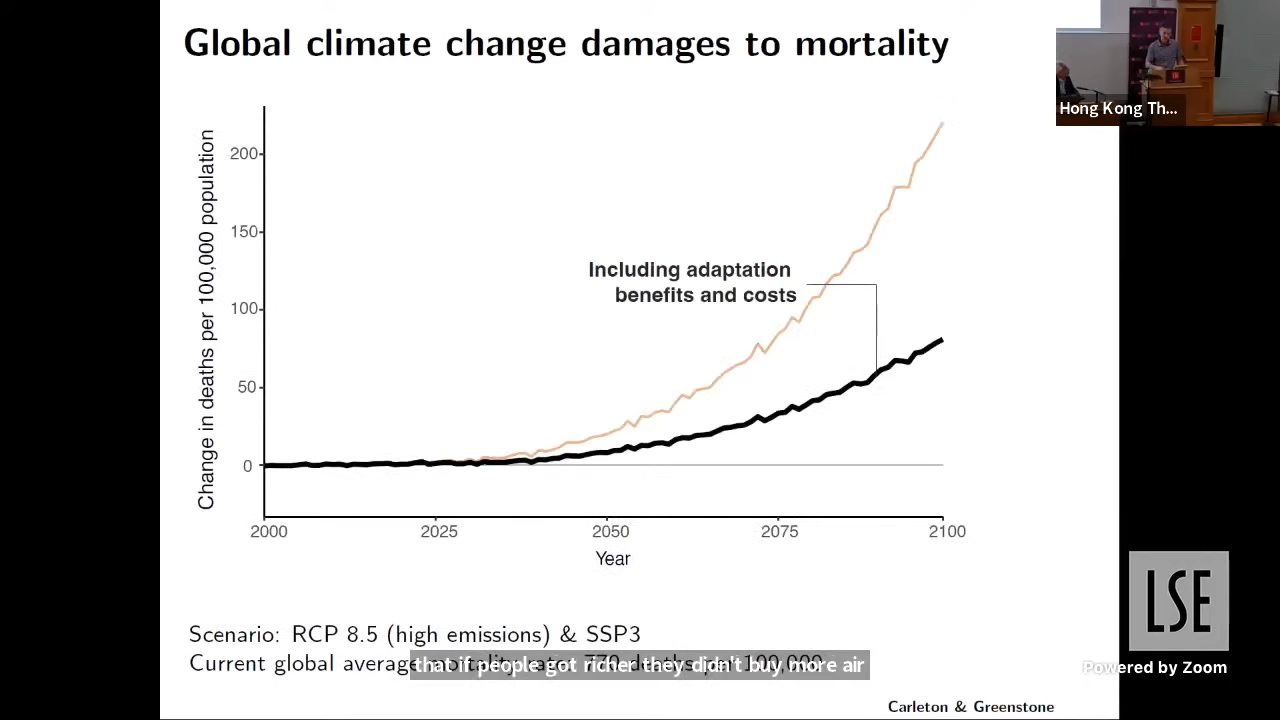 Global climate change damages to mortality
Hong Kong Th...
Change in deaths per 100,000 population
200
150
100
50
0
Including adaptation
benefits and costs
2000
2025
2050
2075
2100
Year
LSE
Scenario: RCP 8.5 (high emissions) & SSP3
Current global average
that if people got richer they didn't buy more air
Powered by Zoom
Carleton & Greenstone